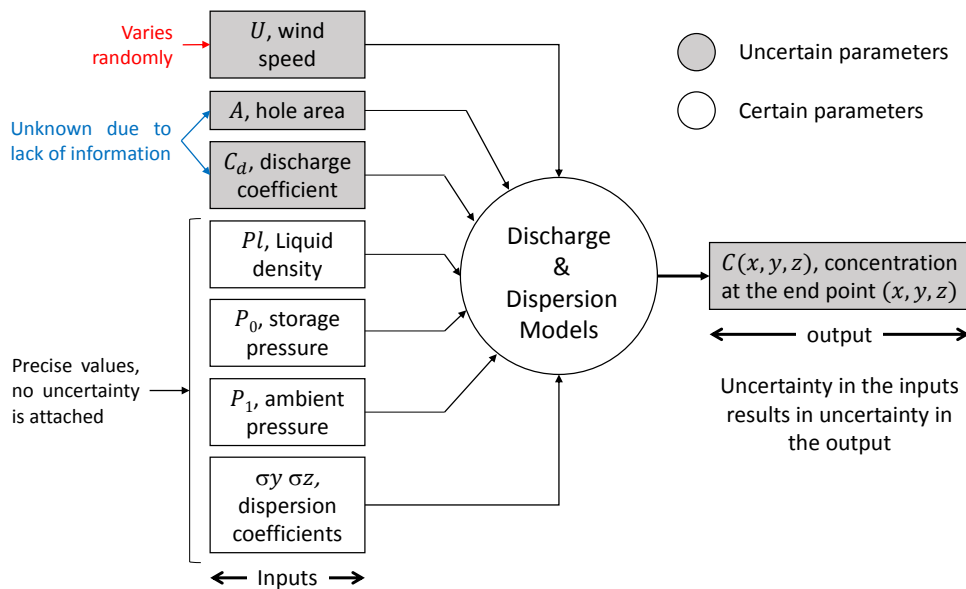 Varies
randomly
U, wind
speed
Uncertain parameters
Certain parameters
A, hole area
Unknown due to
lack of information
C_d, discharge
coefficient
Pl, Liquid
density
Discharge
&
Dispersion
Models
C(x, y, z), concentration
at the end point (x, y, z)
output
P_0, storage
pressure
Precise values,
no uncertainty
is attached
P_1, ambient
pressure
Uncertainty in the inputs
results in uncertainty in
the output
σy σz,
dispersion
coefficients
Inputs